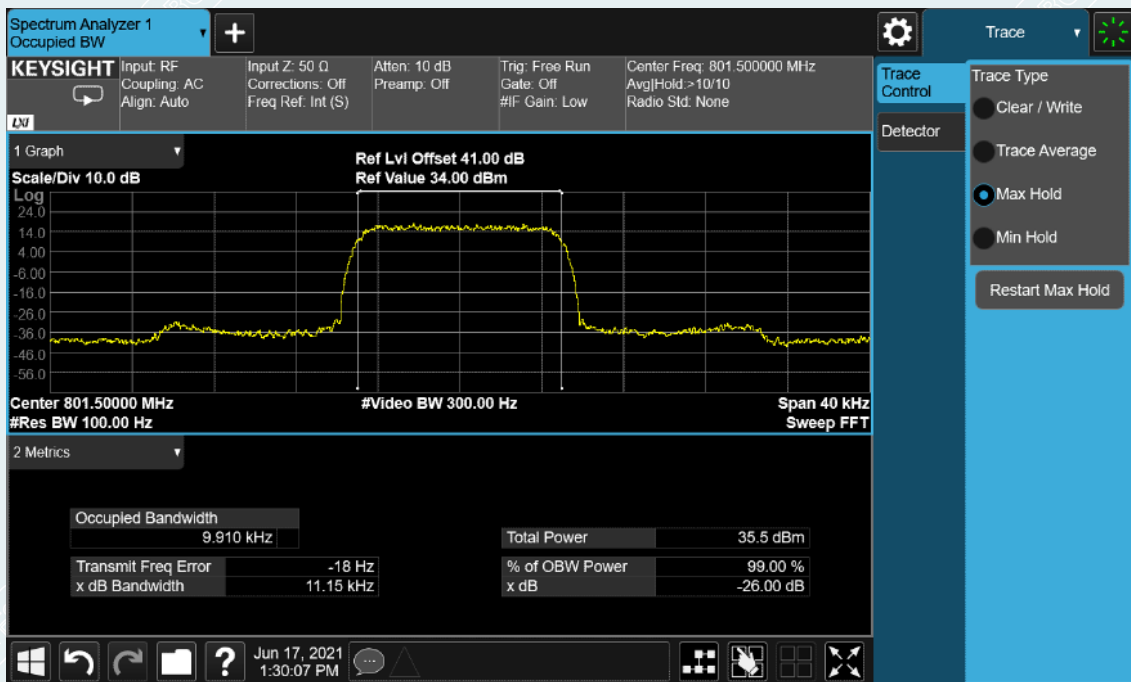 Spectrum Analyzer 1
Occupied BW
+
Trace
KEYSIGHT
LXI
Input: RF
Coupling: AC
Align: Auto
Input Z: 50 Ω
Corrections: Off
Freq Ref: Int (S)
Atten: 10 dB
Preamp: Off
Trig: Free Run
Gate: Off
#IF Gain: Low
Center Freq: 801.500000 MHz
Avg|Hold:>10/10
Radio Std: None
Trace Control
Detector
Trace Type
Clear / Write
Trace Average
Max Hold
Min Hold
Restart Max Hold
1 Graph
Scale/Div 10.0 dB
Ref Lvl Offset 41.00 dB
Ref Value 34.00 dBm
Log
24.0
14.0
4.00
-6.00
-16.0
-26.0
-36.0
-46.0
-56.0
Center 801.50000 MHz
#Video BW 300.00 Hz
Span 40 kHz
#Res BW 100.00 Hz
Sweep FFT
2 Metrics
Occupied Bandwidth
9.910 kHz
Total Power 35.5 dBm
Transmit Freq Error -18 Hz
% of OBW Power 99.00 %
x dB Bandwidth 11.15 kHz
x dB -26.00 dB
?
Jun 17, 2021
1:30:07 PM